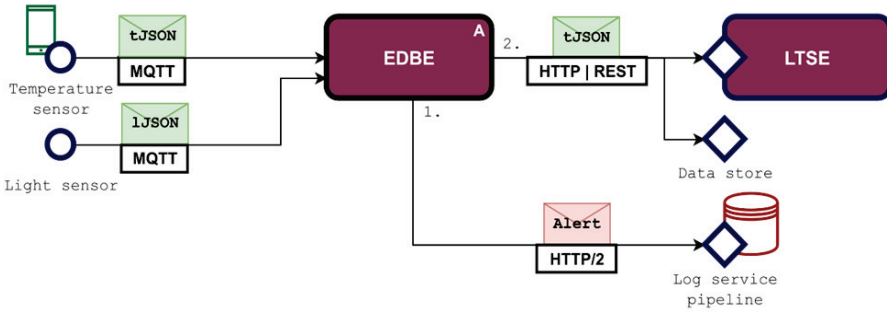 tJSON
MQTT
Temperature
sensor
lJSON
MQTT
Light sensor
A
EDBE
2.
1.
tJSON
HTTP | REST
LTSE
Data store
Alert
HTTP/2
Log service
pipeline